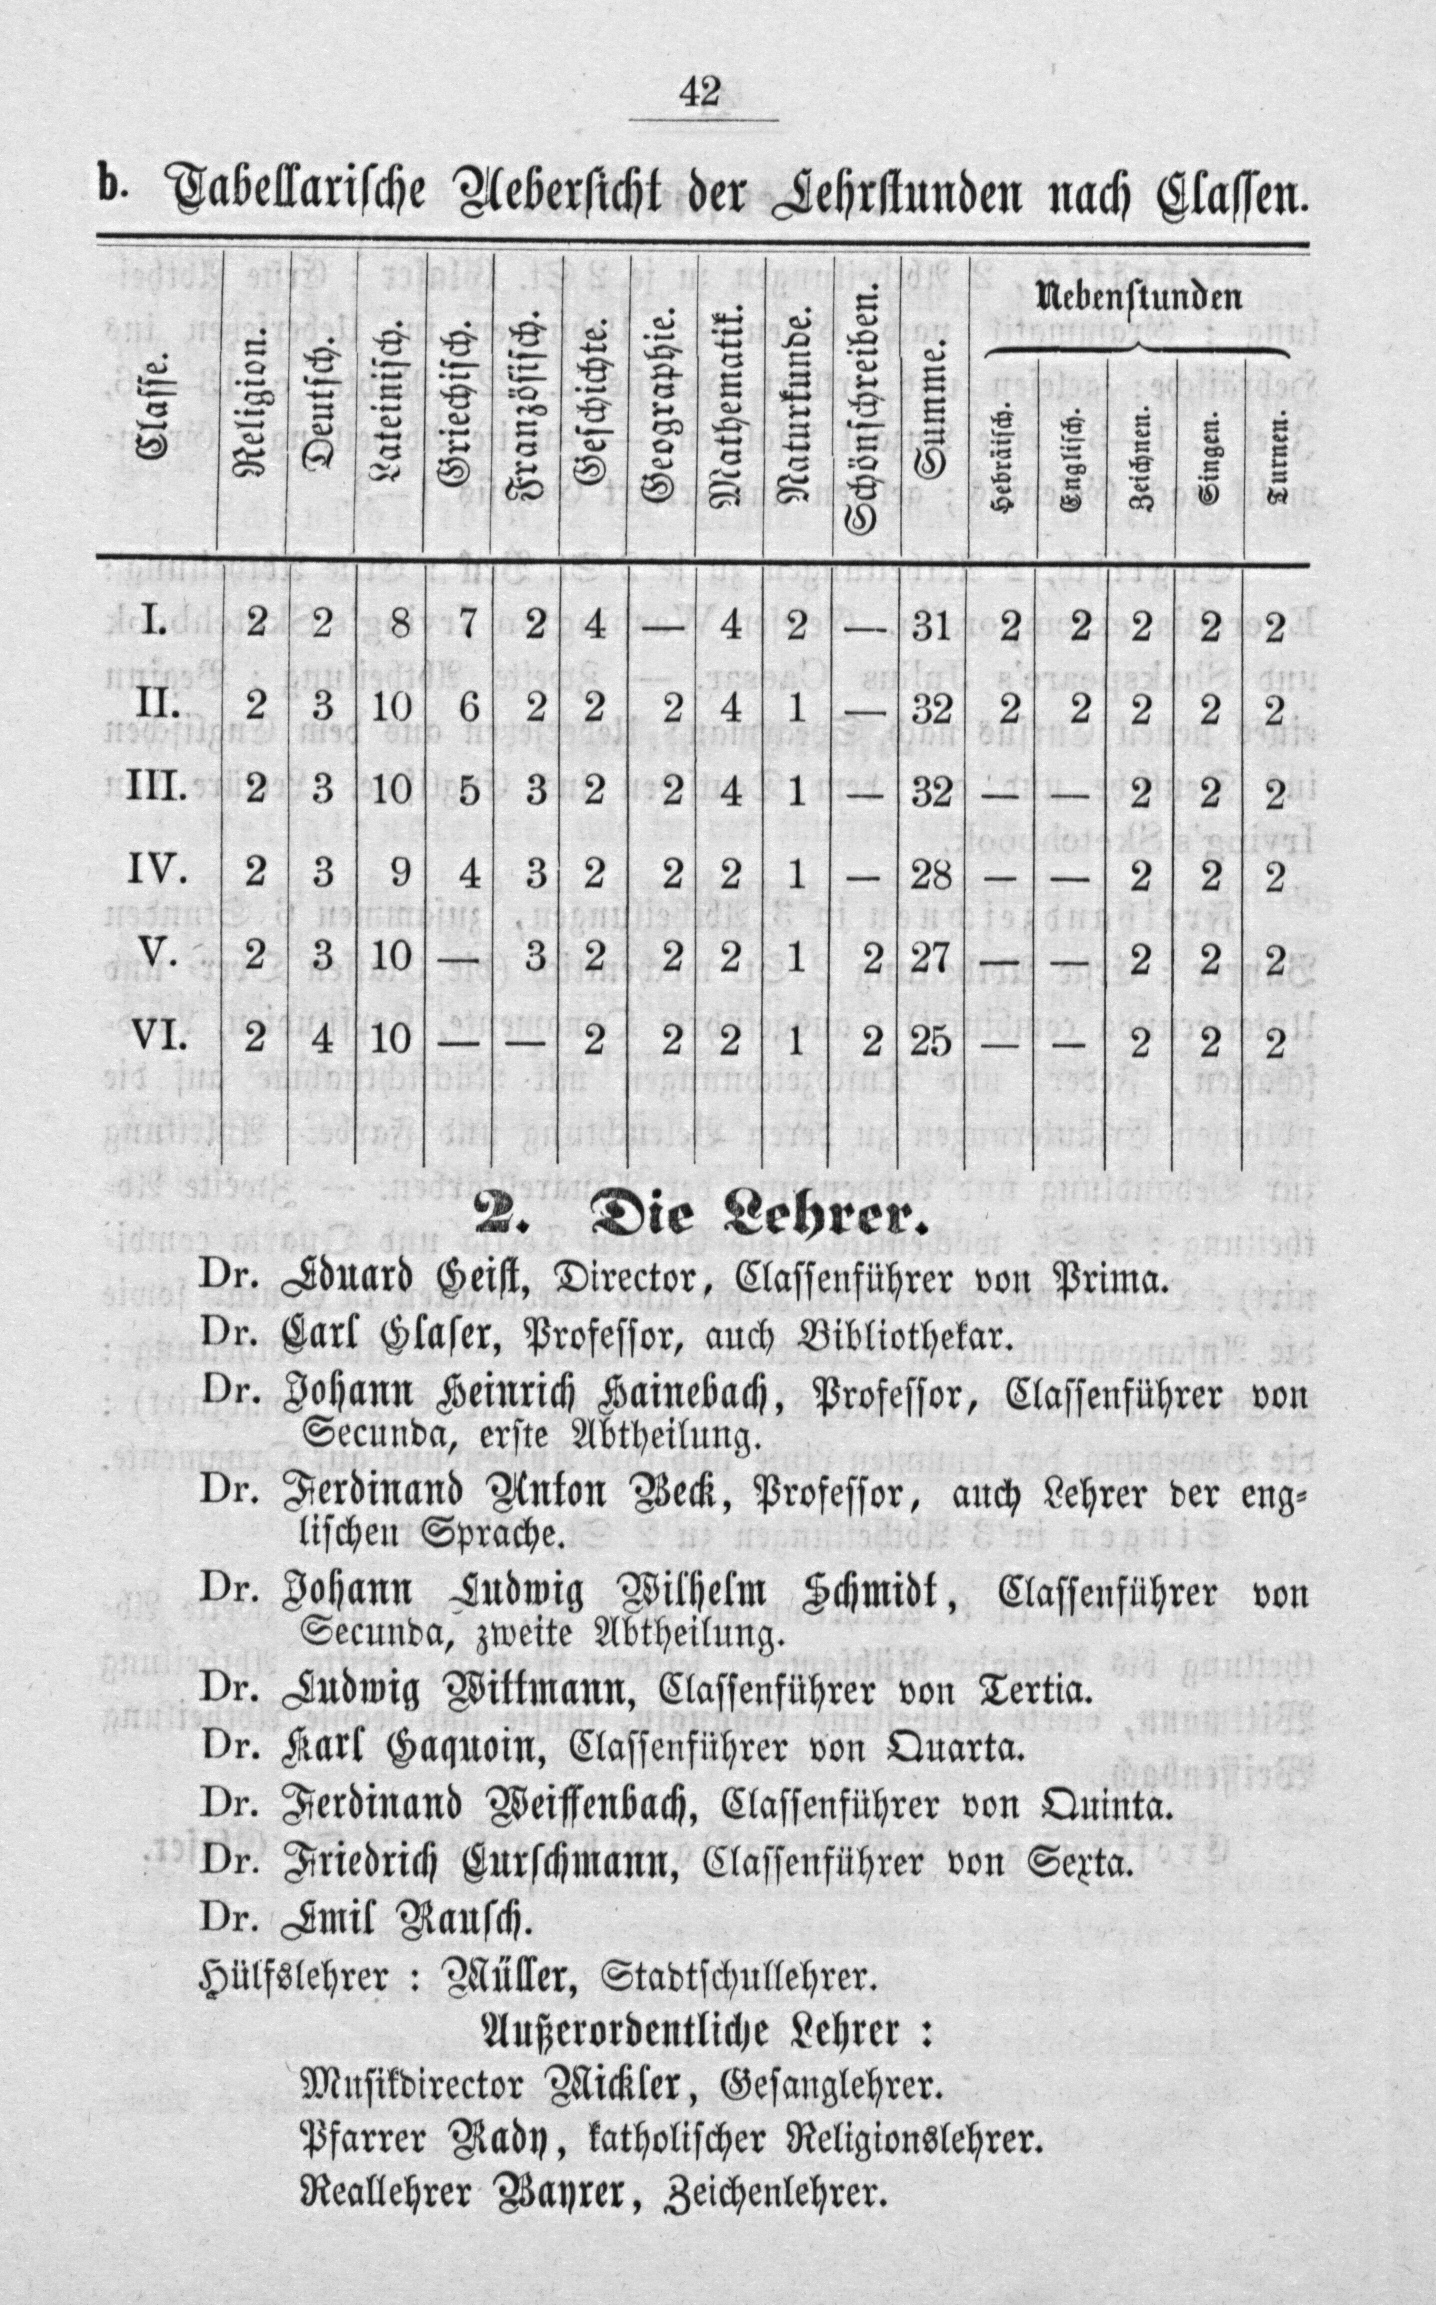 42
b. Tabellarische Uebersicht der Lehrstunden nach Classen.
Classe. Religion. Deutsch. Lateinisch. Griechisch. Französisch. Geschichte. Geographie. Mathematik. Naturkunde. Schönschreiben. Summe. Nebenstunden
Hebräisch. Englisch. Zeichnen. Singen. Turnen.
I. 2 2 8 7 2 4 — 4 2 — 31 2 2 2 2 2
II. 2 3 10 6 2 2 2 4 1 — 32 2 2 2 2 2
III. 2 3 10 5 3 2 2 4 1 — 32 — — 2 2 2
IV. 2 3 9 4 3 2 2 2 1 — 28 — — 2 2 2
V. 2 3 10 — 3 2 2 2 1 2 27 — — 2 2 2
VI. 2 4 10 — — 2 2 2 1 2 25 — — 2 2 2
2. Die Lehrer.
Dr. Eduard Geist, Director, Classenführer von Prima.
Dr. Carl Glaser, Professor, auch Bibliothekar.
Dr. Johann Heinrich Hainebach, Professor, Classenführer von
Secunda, erste Abtheilung.
Dr. Ferdinand Anton Beck, Professor, auch Lehrer der eng-
lischen Sprache.
Dr. Johann Ludwig Wilhelm Schmidt, Classenführer von
Secunda, zweite Abtheilung.
Dr. Ludwig Wittmann, Classenführer von Tertia.
Dr. Karl Gaquoin, Classenführer von Quarta.
Dr. Ferdinand Weissenbach, Classenführer von Quinta.
Dr. Friedrich Curschmann, Classenführer von Sexta.
Dr. Emil Rausch.
Hülfslehrer : Müller, Stadtschullehrer.
Außerordentliche Lehrer :
Musikdirector Mickler, Gesanglehrer.
Pfarrer Rady, katholischer Religionslehrer.
Reallehrer Bayrer, Zeichenlehrer.